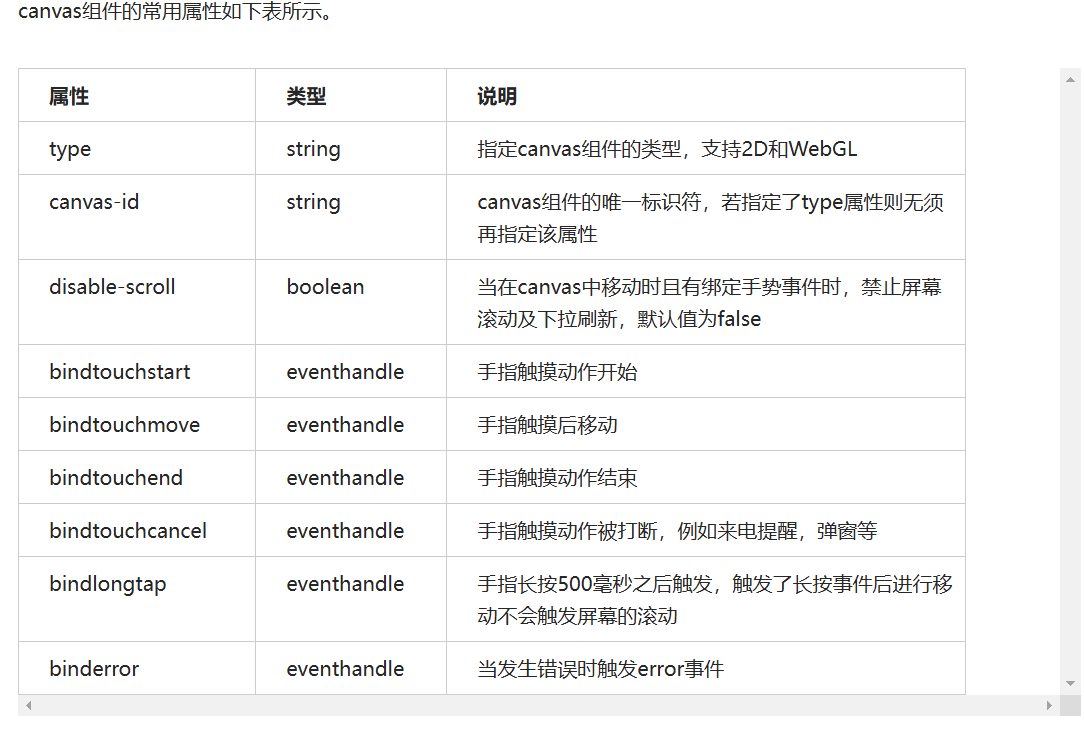 canvas组件的常用属性如下表所示。
属性 类型 说明
type string 指定canvas组件的类型，支持2D和WebGL
canvas-id string canvas组件的唯一标识符，若指定了type属性则无须
再指定该属性
disable-scroll boolean 当在canvas中移动时且有绑定手势事件时，禁止屏幕
滚动及下拉刷新，默认值为false
bindtouchstart eventhandle 手指触摸动作开始
bindtouchmove eventhandle 手指触摸后移动
bindtouchend eventhandle 手指触摸动作结束
bindtouchcancel eventhandle 手指触摸动作被打断，例如来电提醒，弹窗等
bindlongtap eventhandle 手指长按500毫秒之后触发，触发了长按事件后进行移
动不会触发屏幕的滚动
binderror eventhandle 当发生错误时触发error事件